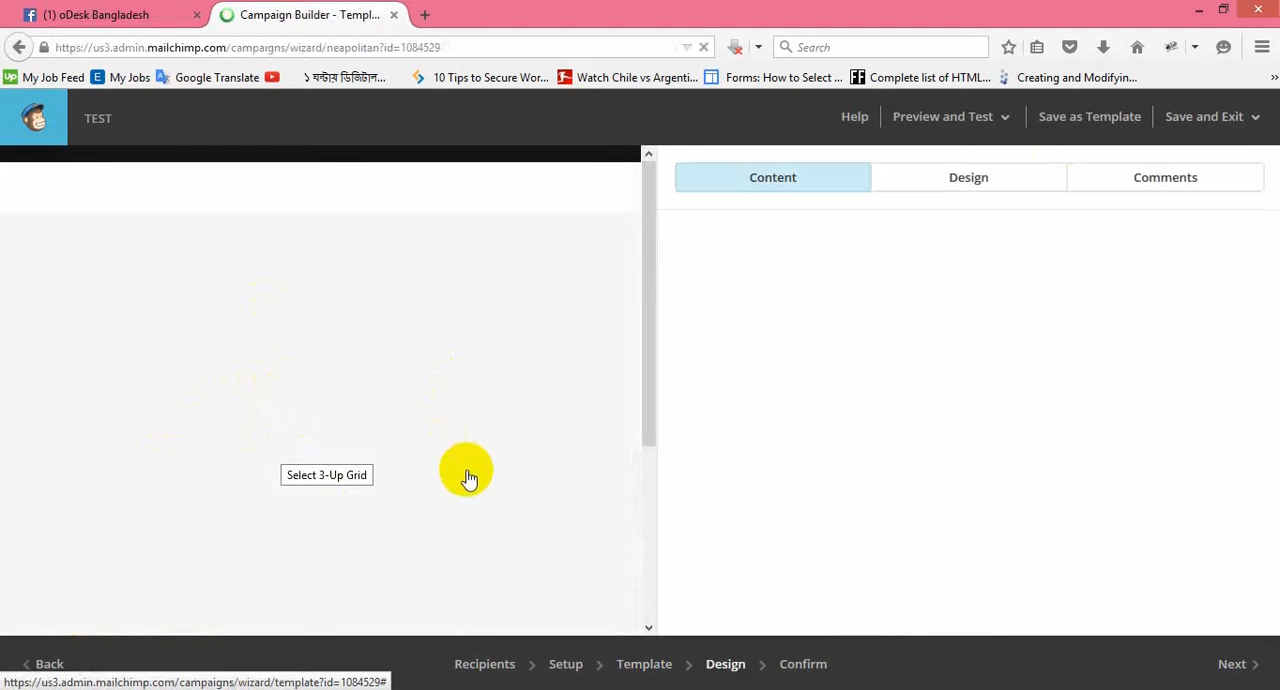 (1) oDesk Bangladesh
Campaign Builder - Templ...
https://us3.admin.mailchimp.com/campaigns/wizard/neapolitan?id=1084529
Search
Up My Job Feed
E My Jobs
Google Translate
১ ঘন্টায় ডিজিটাল...
10 Tips to Secure Wor...
Watch Chile vs Argenti...
Forms: How to Select ...
FF Complete list of HTML...
Creating and Modifyin...
TEST
Help
Preview and Test
Save as Template
Save and Exit
Content
Design
Comments
Select 3-Up Grid
Back
Recipients
Setup
Template
Design
Confirm
Next
https://us3.admin.mailchimp.com/campaigns/wizard/template?id=1084529#